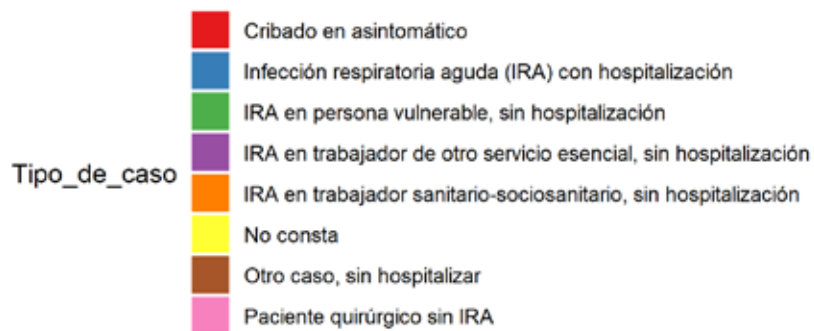 Cribado en asintomático
Infección respiratoria aguda (IRA) con hospitalización
IRA en persona vulnerable, sin hospitalización
IRA en trabajador de otro servicio esencial, sin hospitalización
Tipo_de_caso
IRA en trabajador sanitario-sociosanitario, sin hospitalización
No consta
Otro caso, sin hospitalizar
Paciente quirúrgico sin IRA